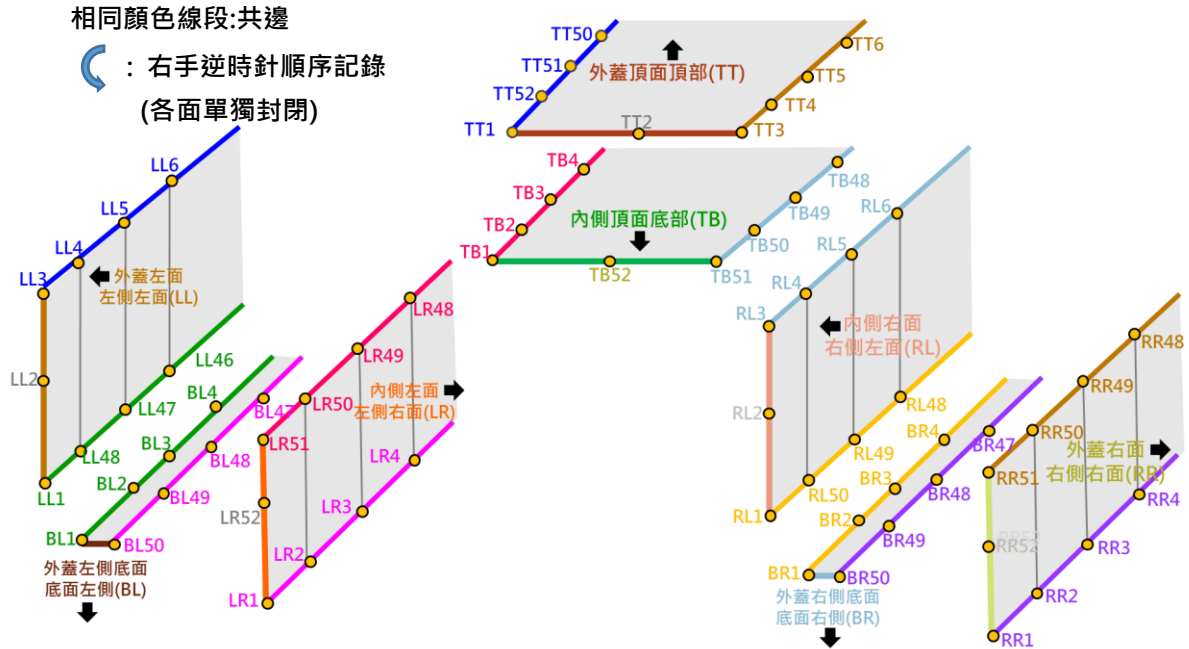 相同顏色線段:共邊
: 右手逆時針順序記錄
(各面單獨封閉)
TT50
TT51
TT52
TT1
TT2
TT3
TT4
TT5
TT6
外蓋頂面頂部(TT)
TB4
TB3
TB2
TB1
TB52
TB51
TB50
TB49
TB48
內側頂面底部(TB)
LL6
LL5
LL4
LL3
外蓋左面
左側左面(LL)
LL2
LL1
LL48
LL47
LL46
BL4
BL3
BL2
BL1
BL47
BL48
BL49
BL50
外蓋左側底面
底面左側(BL)
LR48
LR49
LR50
LR51
內側左面
左側右面(LR)
LR52
LR1
LR2
LR3
LR4
RL6
RL5
RL4
RL3
內側右面
右側左面(RL)
RL2
RL1
RL50
RL49
RL48
BR4
BR3
BR2
BR1
BR47
BR48
BR49
BR50
外蓋右側底面
底面右側(BR)
RR48
RR49
RR50
RR51
外蓋右面
右側右面(RR)
RR52
RR1
RR2
RR3
RR4